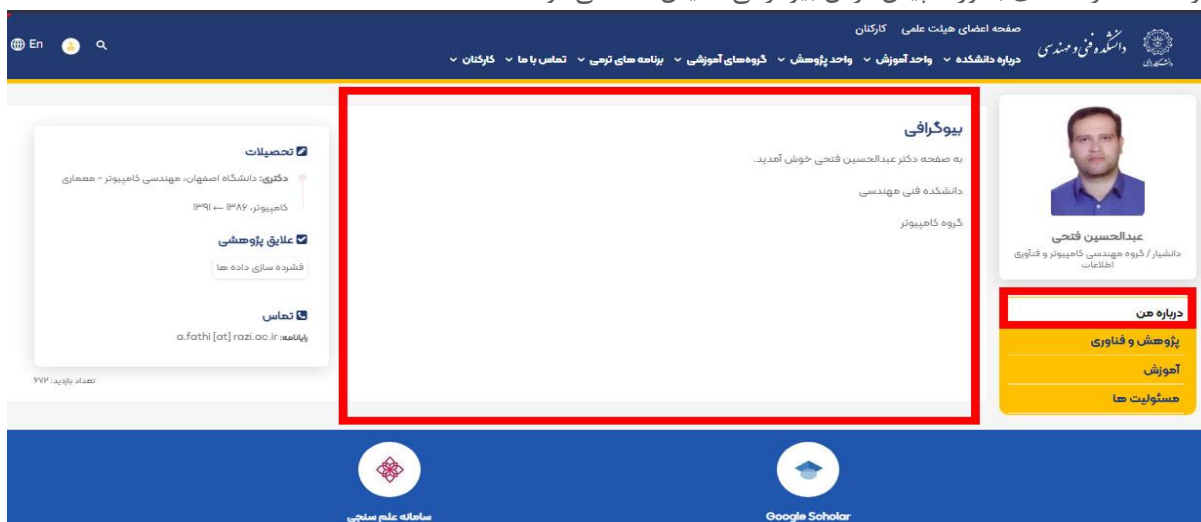 صفحه اعضای هیئت علمی کارکنان
دانشکده فنی و مهندسی
درباره دانشکده واحد آموزش واحد پژوهش گروه‌های آموزشی برنامه های ترمی تماس با ما کارکنان
En
بیوگرافی
به صفحه دکتر عبدالحسین فتحی خوش آمدید.
دانشکده فنی مهندسی
گروه کامپیوتر
عبدالحسین فتحی
دانشیار / گروه مهندسی کامپیوتر و فنآوری
اطلاعات
درباره من
پژوهش و فناوری
آموزش
مسئولیت ها
تحصیلات
دکتری: دانشگاه اصفهان، مهندسی کامپیوتر - معماری
کامپیوتر، ۱۳۸۶ ← ۱۳۹۱
علایق پژوهشی
فشرده سازی داده ها
تماس
رایانامه: a.fathi [at] razi.ac.ir
تعداد بازدید: ۶۷۲
Google Scholar
سامانه علم سنجی